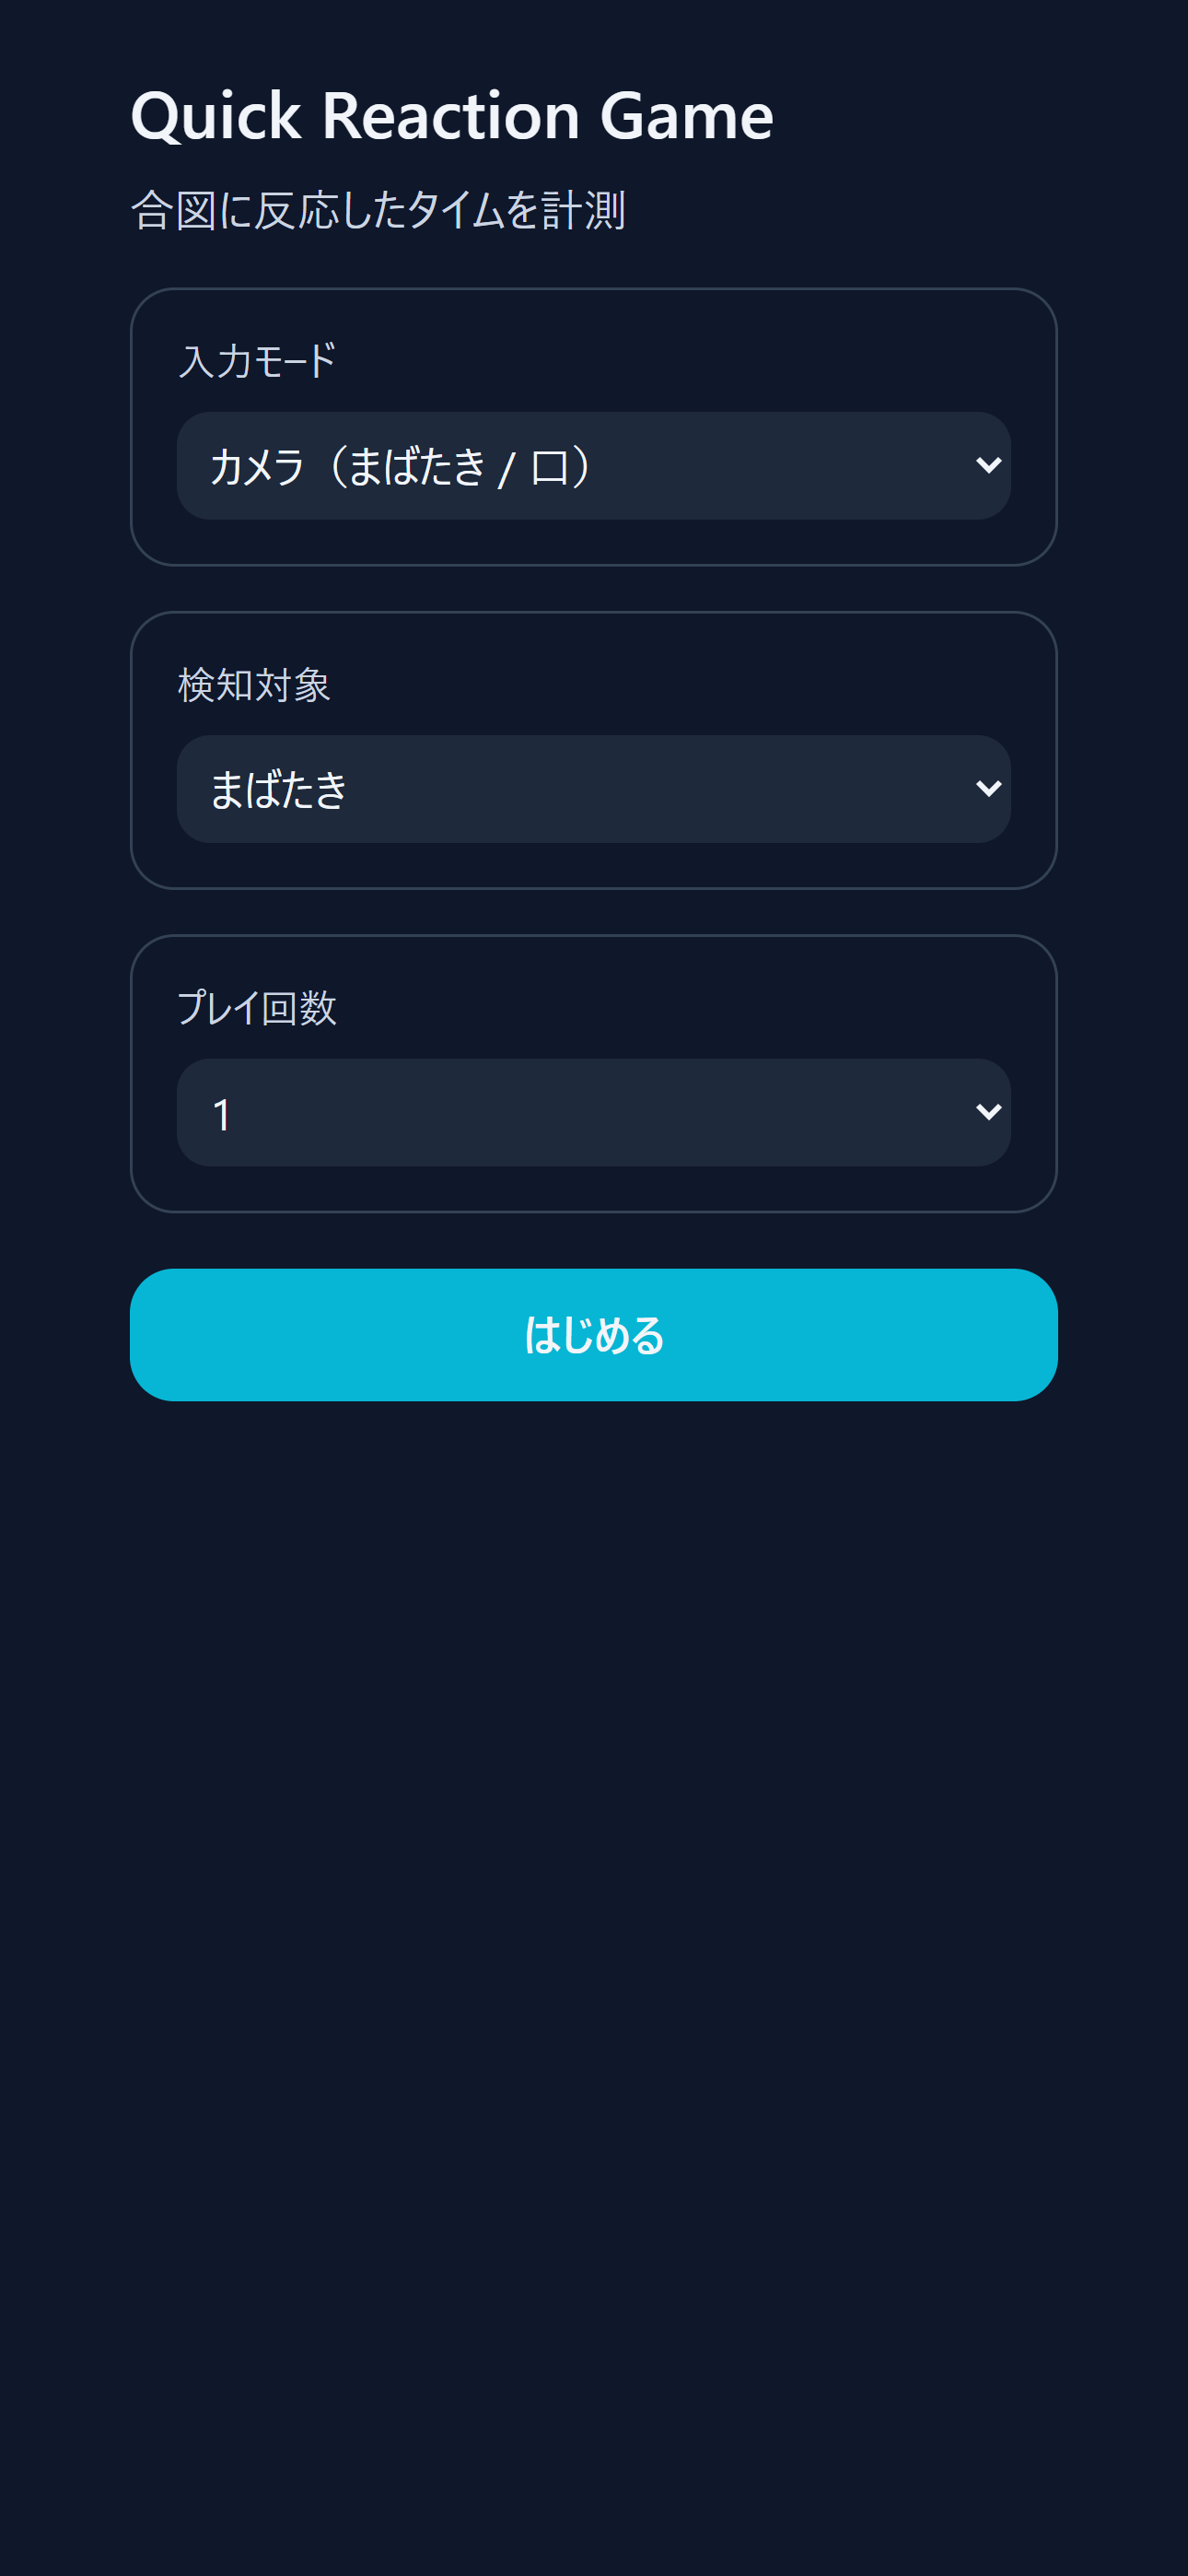 Quick Reaction Game
合図に反応したタイムを計測
入力モード
カメラ（まばたき / 口）
検知対象
まばたき
プレイ回数
1
はじめる